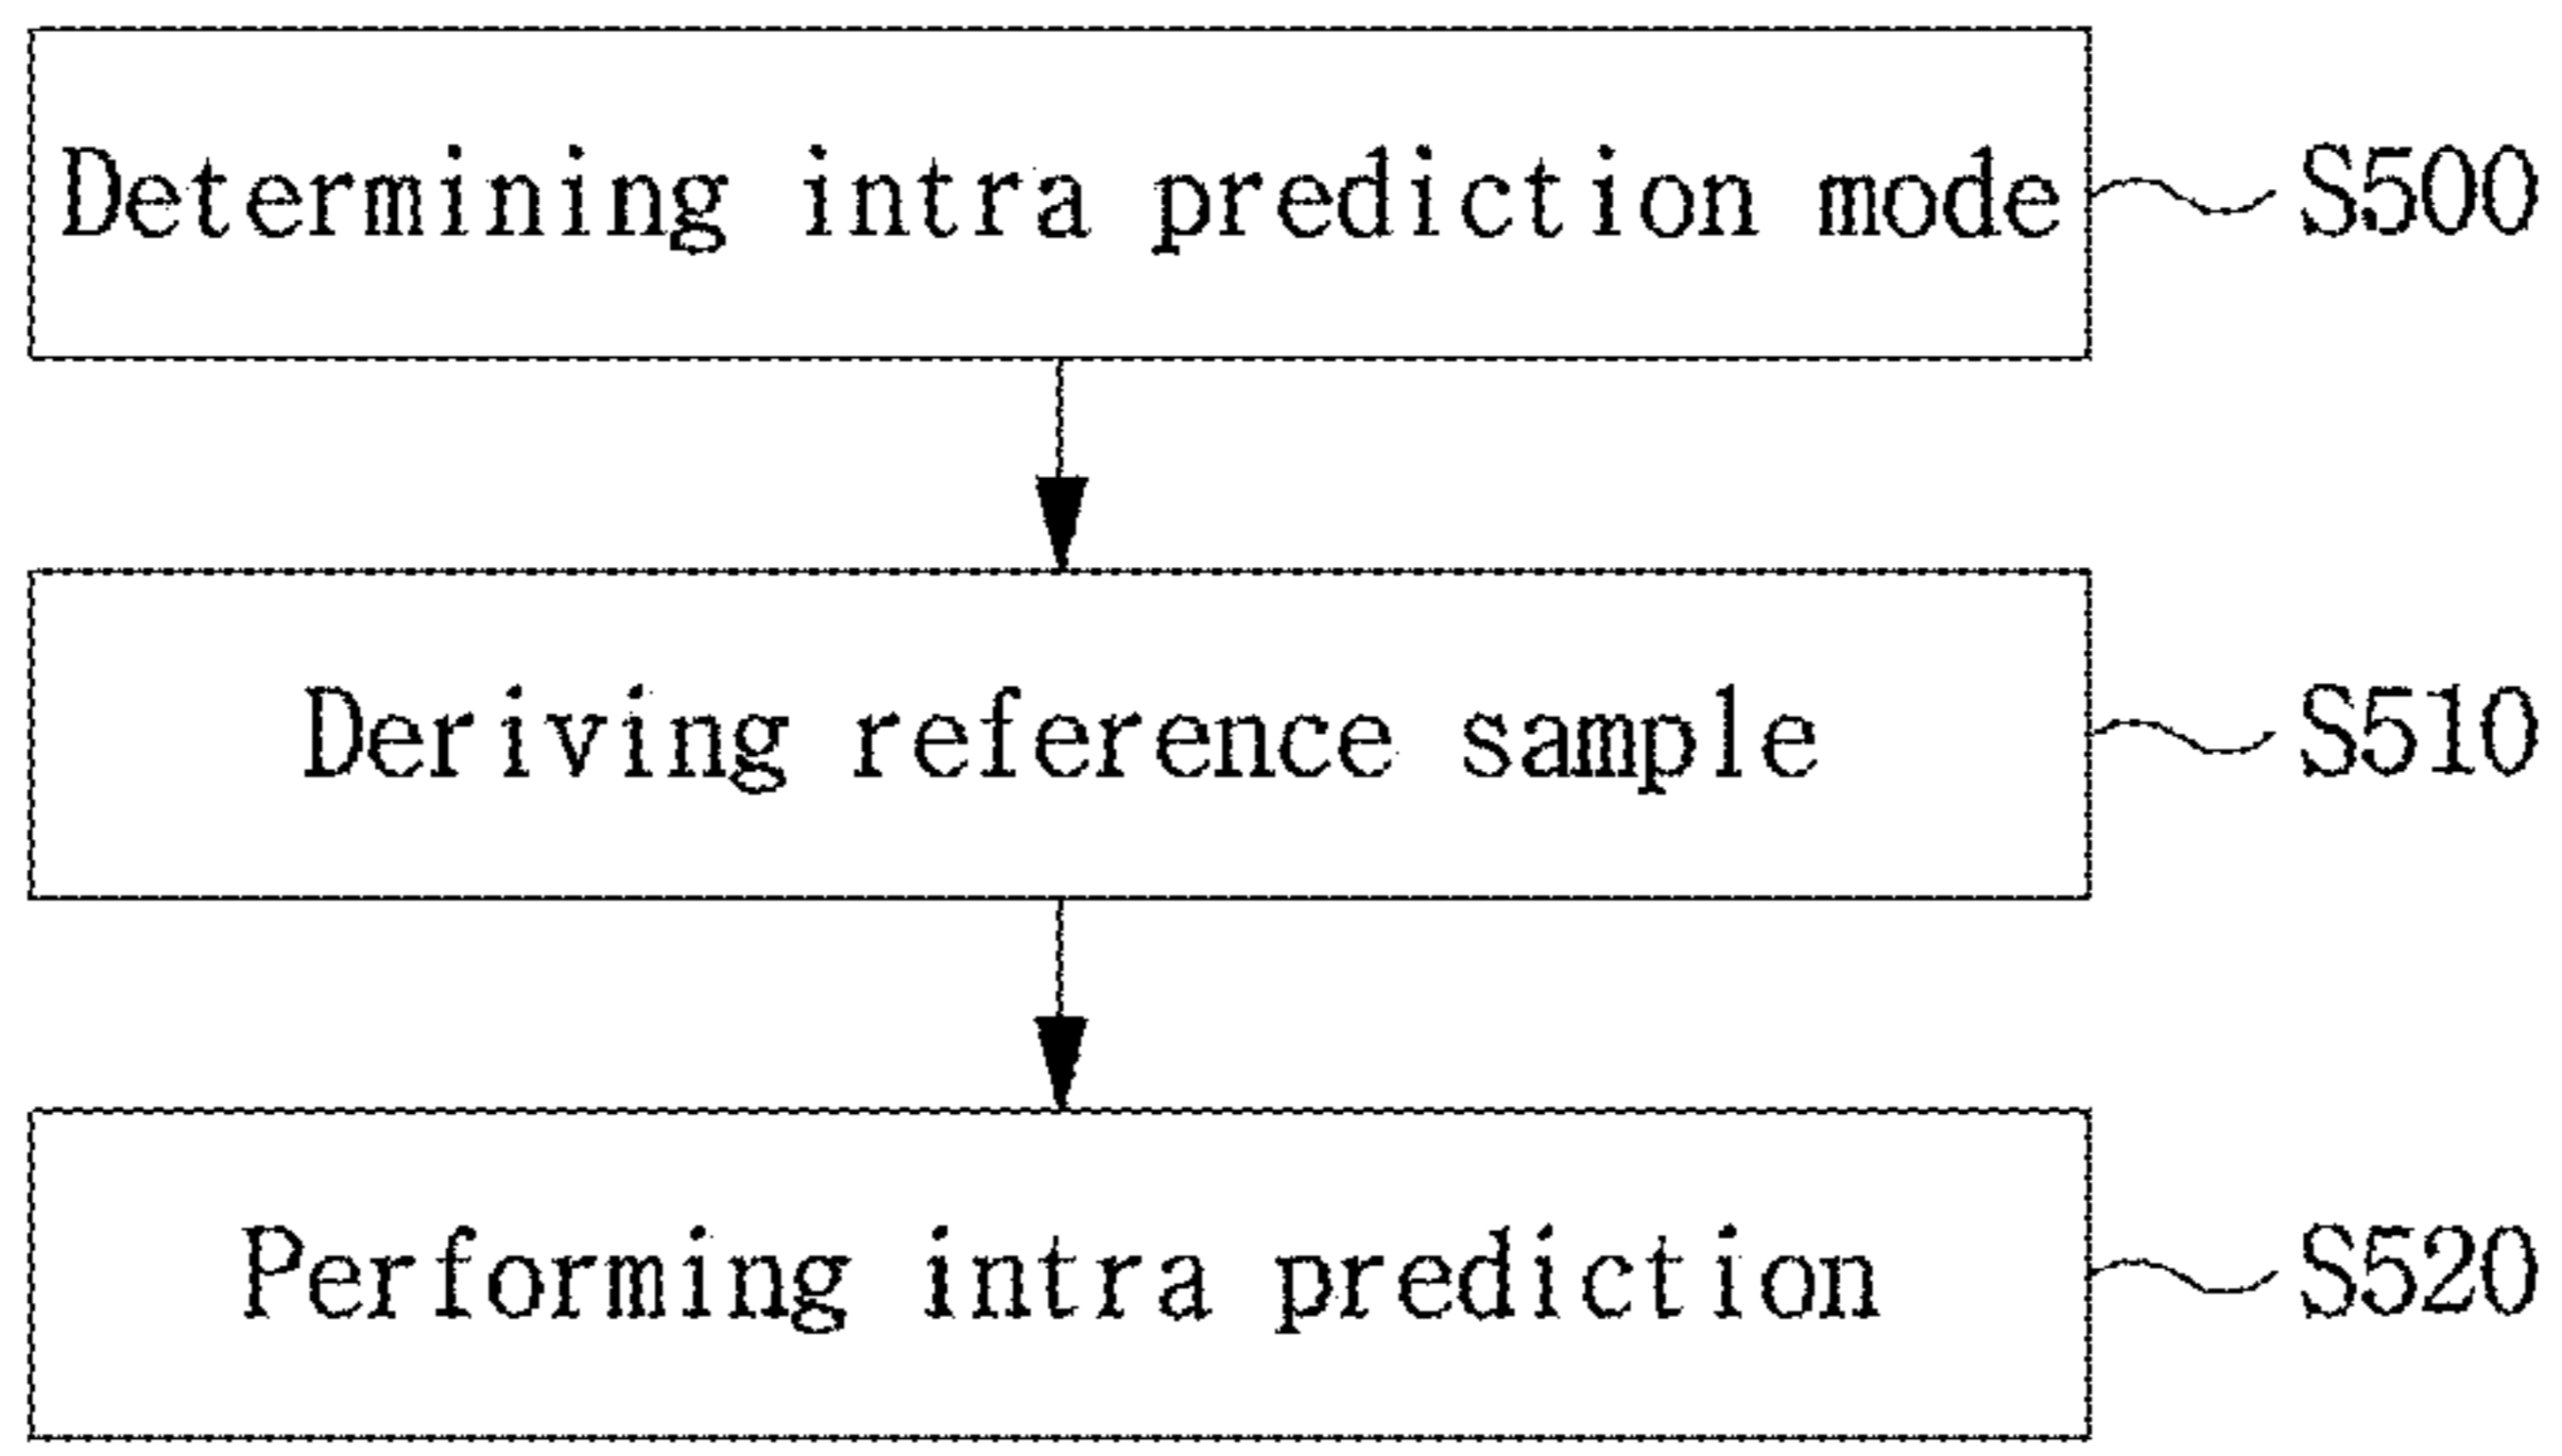 Determining intra prediction mode S500
Deriving reference sample S510
Performing intra prediction S520